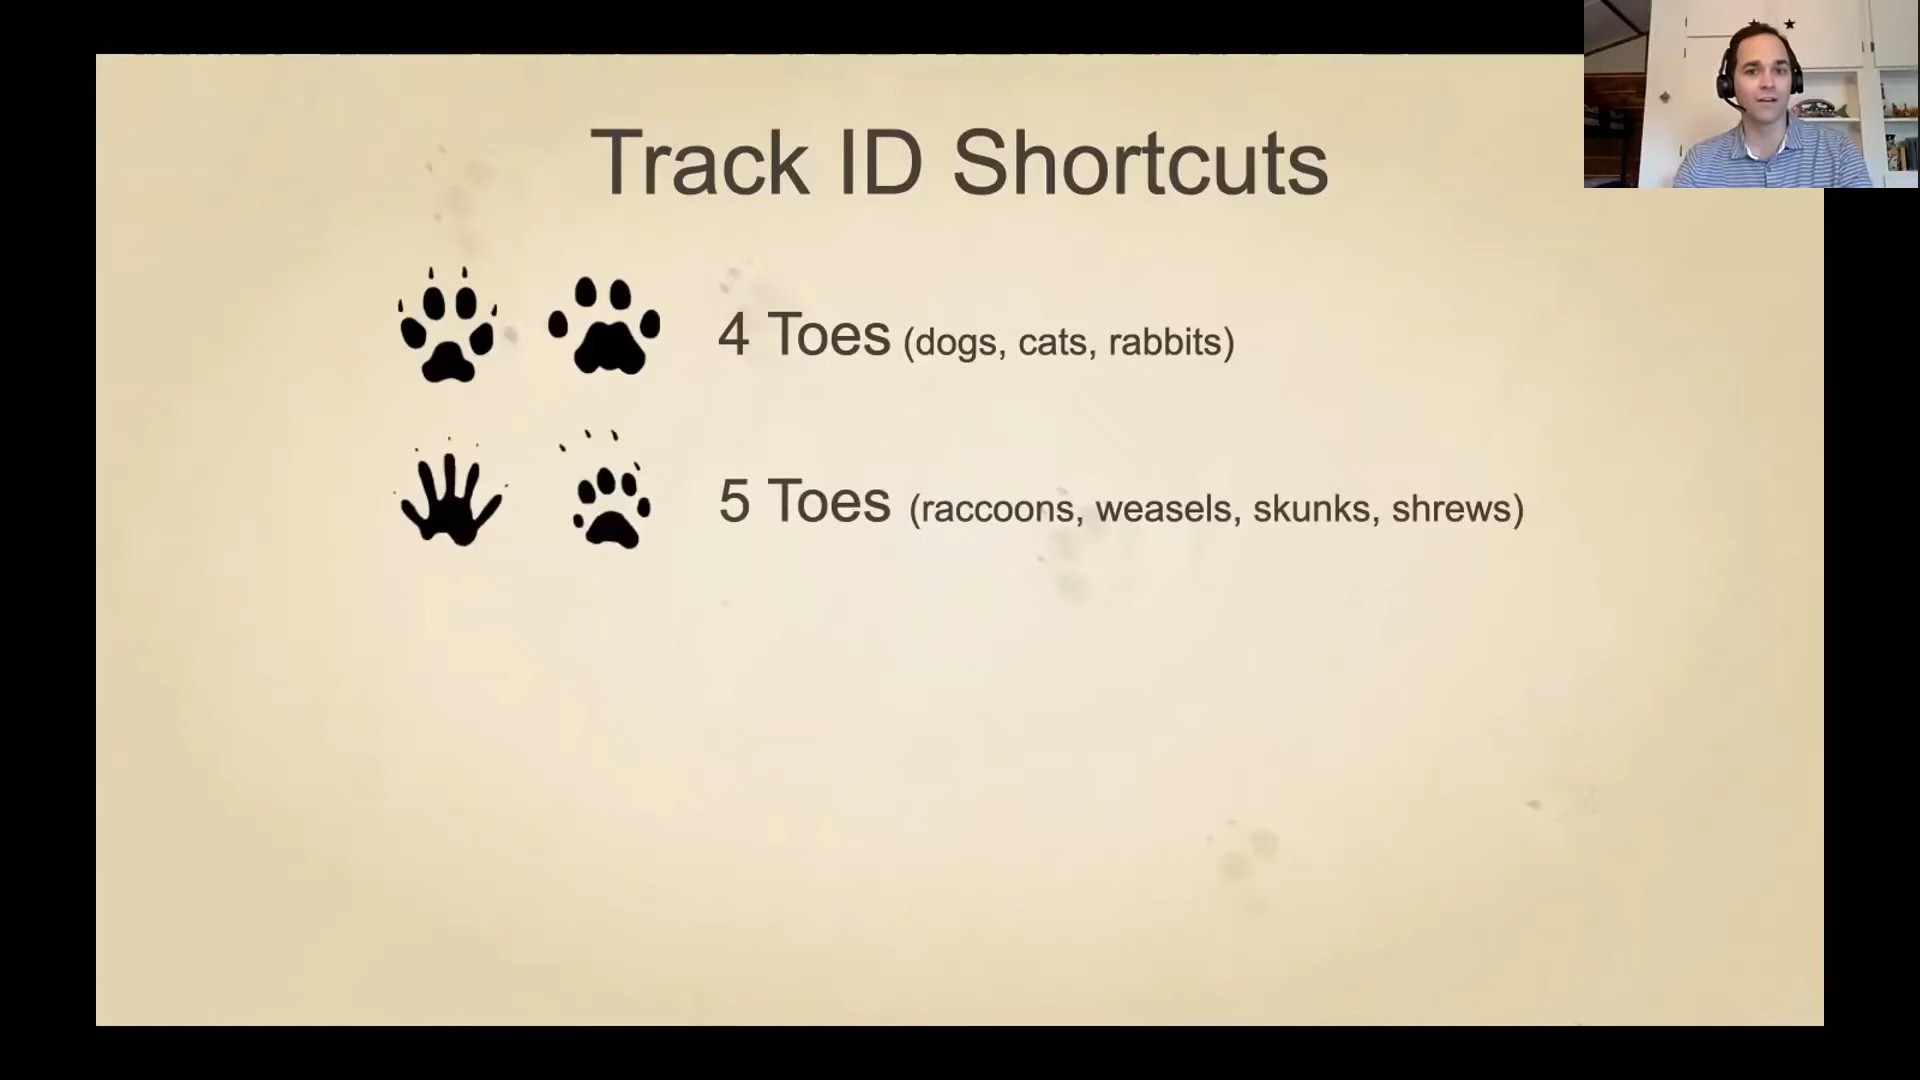 Track ID Shortcuts
4 Toes (dogs, cats, rabbits)
5 Toes (raccoons, weasels, skunks, shrews)